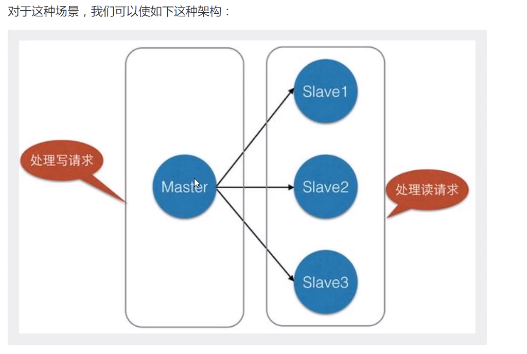 对于这种场景，我们可以使如下这种架构：
Slave1
处理写请求
Master
Slave2
处理读请求
Slave3